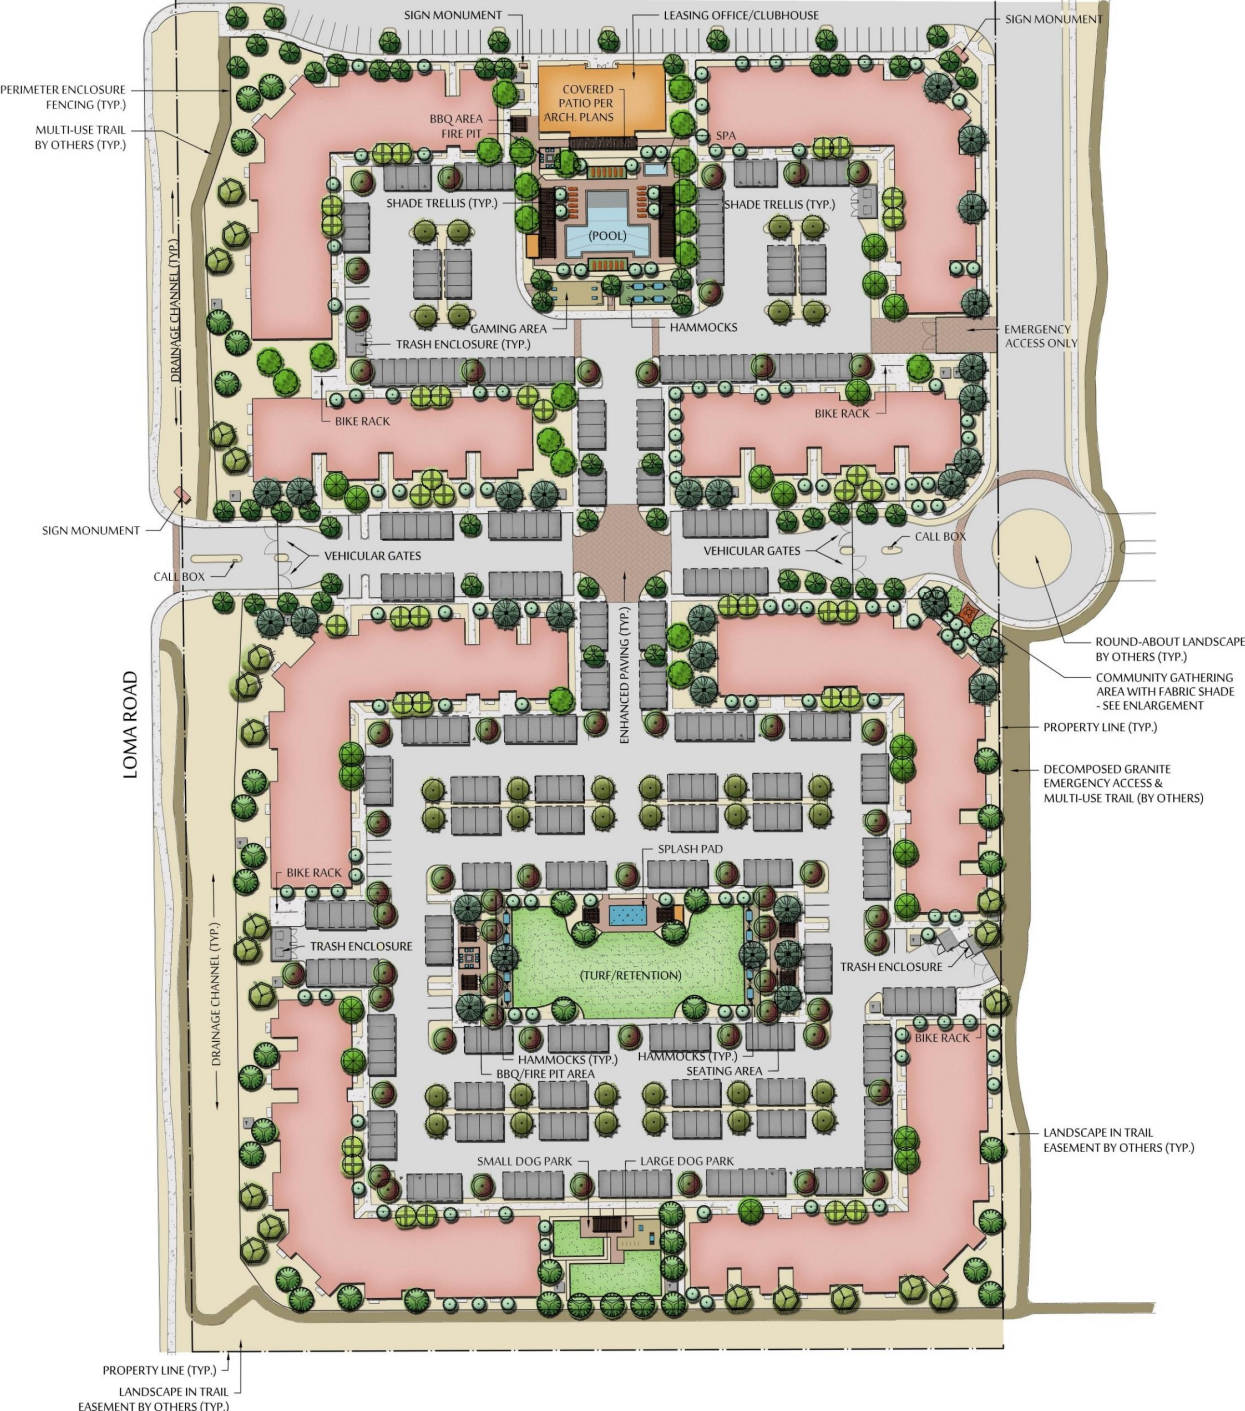 SIGN MONUMENT
LEASING OFFICE/CLUBHOUSE
SIGN MONUMENT
PERIMETER ENCLOSURE
FENCING (TYP.)
COVERED
PATIO PER
ARCH. PLANS
MULTI-USE TRAIL
BY OTHERS (TYP.)
BBQ AREA
FIRE PIT
SPA
SHADE TRELLIS (TYP.)
SHADE TRELLIS (TYP.)
(POOL)
DRAINAGE CHANNEL (TYP.)
GAMING AREA
HAMMOCKS
TRASH ENCLOSURE (TYP.)
EMERGENCY
ACCESS ONLY
BIKE RACK
BIKE RACK
SIGN MONUMENT
CALL BOX
VEHICULAR GATES
VEHICULAR GATES
CALL BOX
ENHANCED PAVING (TYP.)
ROUND-ABOUT LANDSCAPE
BY OTHERS (TYP.)
COMMUNITY GATHERING
AREA WITH FABRIC SHADE
- SEE ENLARGEMENT
LOMA ROAD
PROPERTY LINE (TYP.)
DECOMPOSED GRANITE
EMERGENCY ACCESS &
MULTI-USE TRAIL (BY OTHERS)
SPLASH PAD
BIKE RACK
TRASH ENCLOSURE
(TURF/RETENTION)
TRASH ENCLOSURE
DRAINAGE CHANNEL (TYP.)
BIKE RACK
HAMMOCKS (TYP.)
HAMMOCKS (TYP.)
BBQ/FIRE PIT AREA
SEATING AREA
LANDSCAPE IN TRAIL
EASEMENT BY OTHERS (TYP.)
SMALL DOG PARK
LARGE DOG PARK
PROPERTY LINE (TYP.)
LANDSCAPE IN TRAIL
EASEMENT BY OTHERS (TYP.)